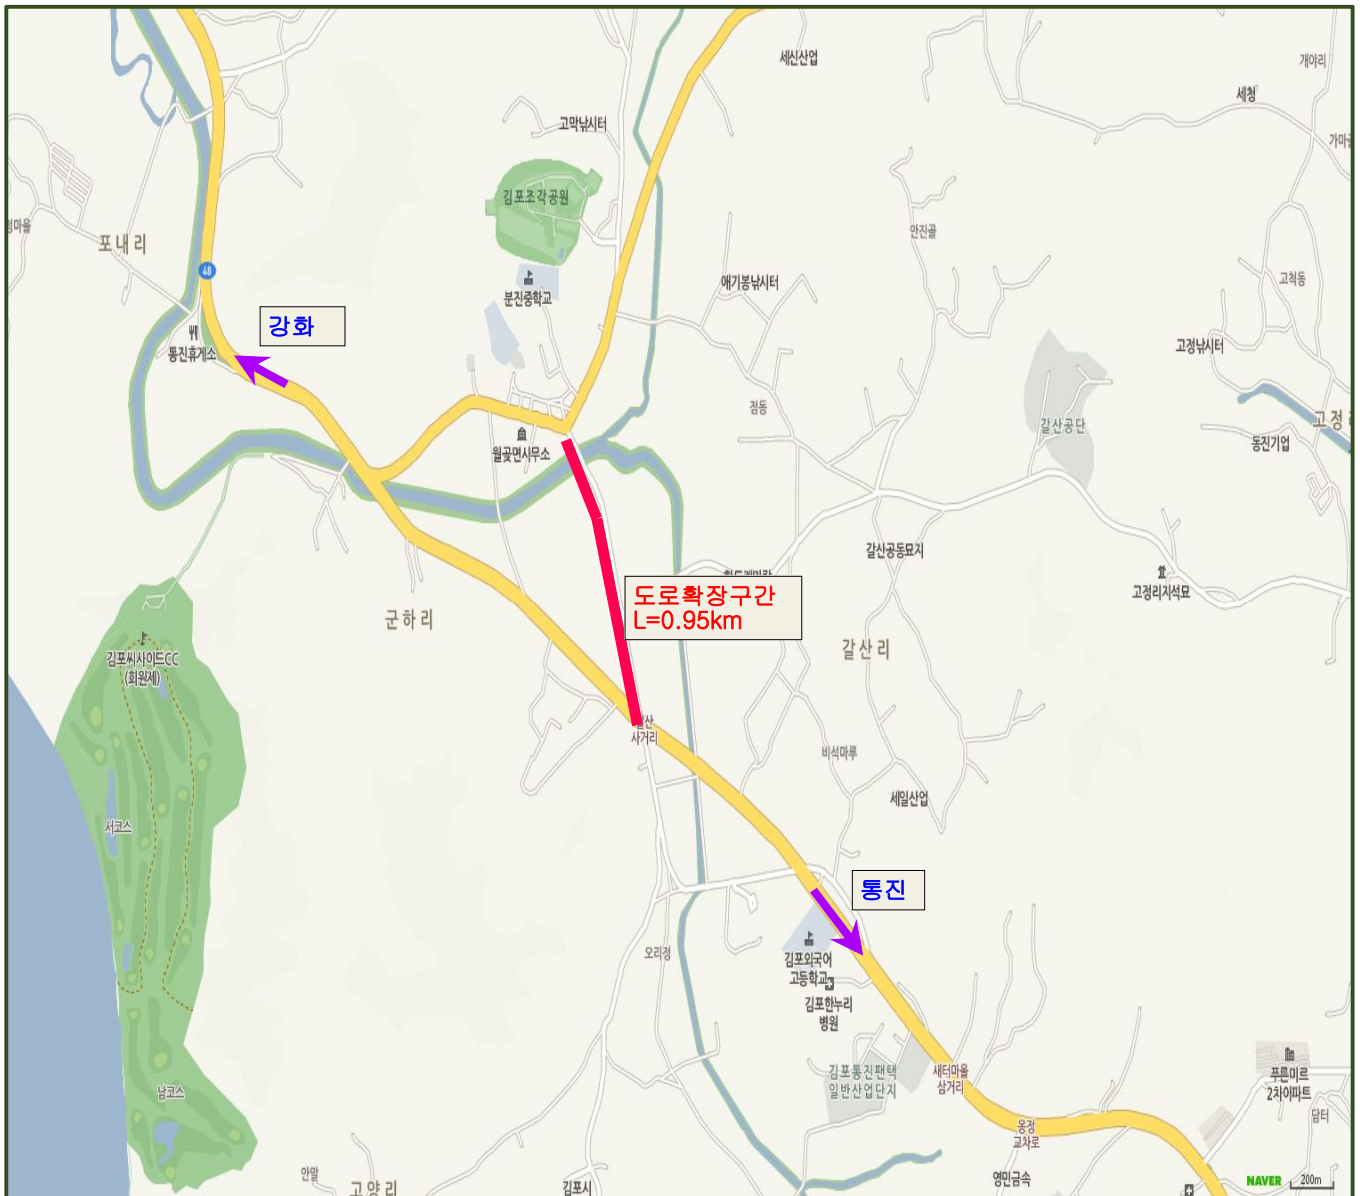 세신산업
개야리
세청
고막낚시터
가마골
김포조각공원
안진골
포내리
48
애기봉낚시터
고척동
분진중학교
강화
통진휴게소
고정낚시터
점동
갈산공단
고정리
동진기업
월곶면사무소
갈산공동묘지
고정리지석묘
도로확장구간
L=0.95km
군하리
갈산리
김포씨사이드CC
(회원제)
사거리
비석마루
세일산업
서코스
통진
오리정
김포외국어
고등학교
김포한누리
병원
김포통진팬택
일반산업단지
새터마을
삼거리
푸른미르
2차아파트
남코스
담터
옹정
교차로
안말
고양리
김포시
영민금속
NAVER
200m